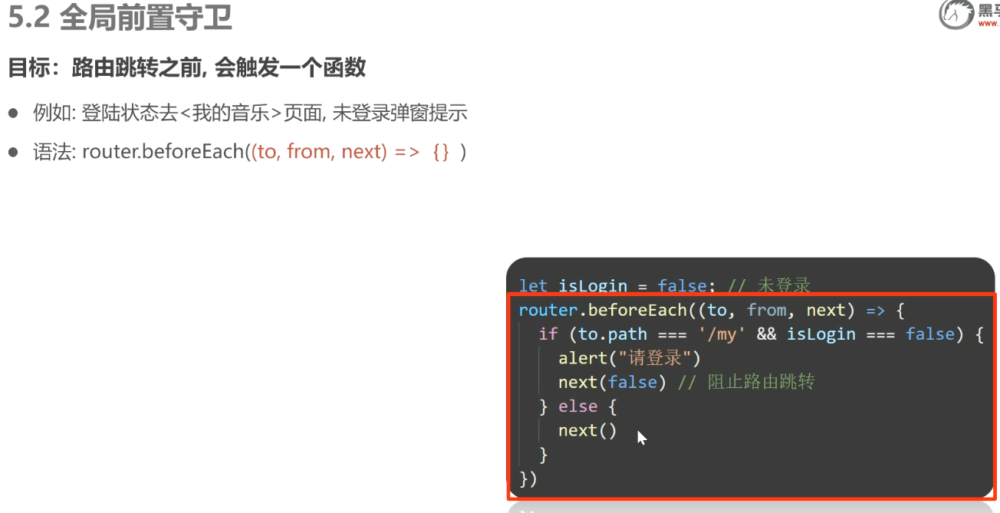 5.2 全局前置守卫
黑马
www.
目标：路由跳转之前, 会触发一个函数
例如: 登陆状态去<我的音乐>页面, 未登录弹窗提示
语法: router.beforeEach((to, from, next) => {} )
let isLogin = false; // 未登录
router.beforeEach((to, from, next) => {
if (to.path === '/my' && isLogin === false) {
alert("请登录")
next(false) // 阻止路由跳转
} else {
next()
}
})